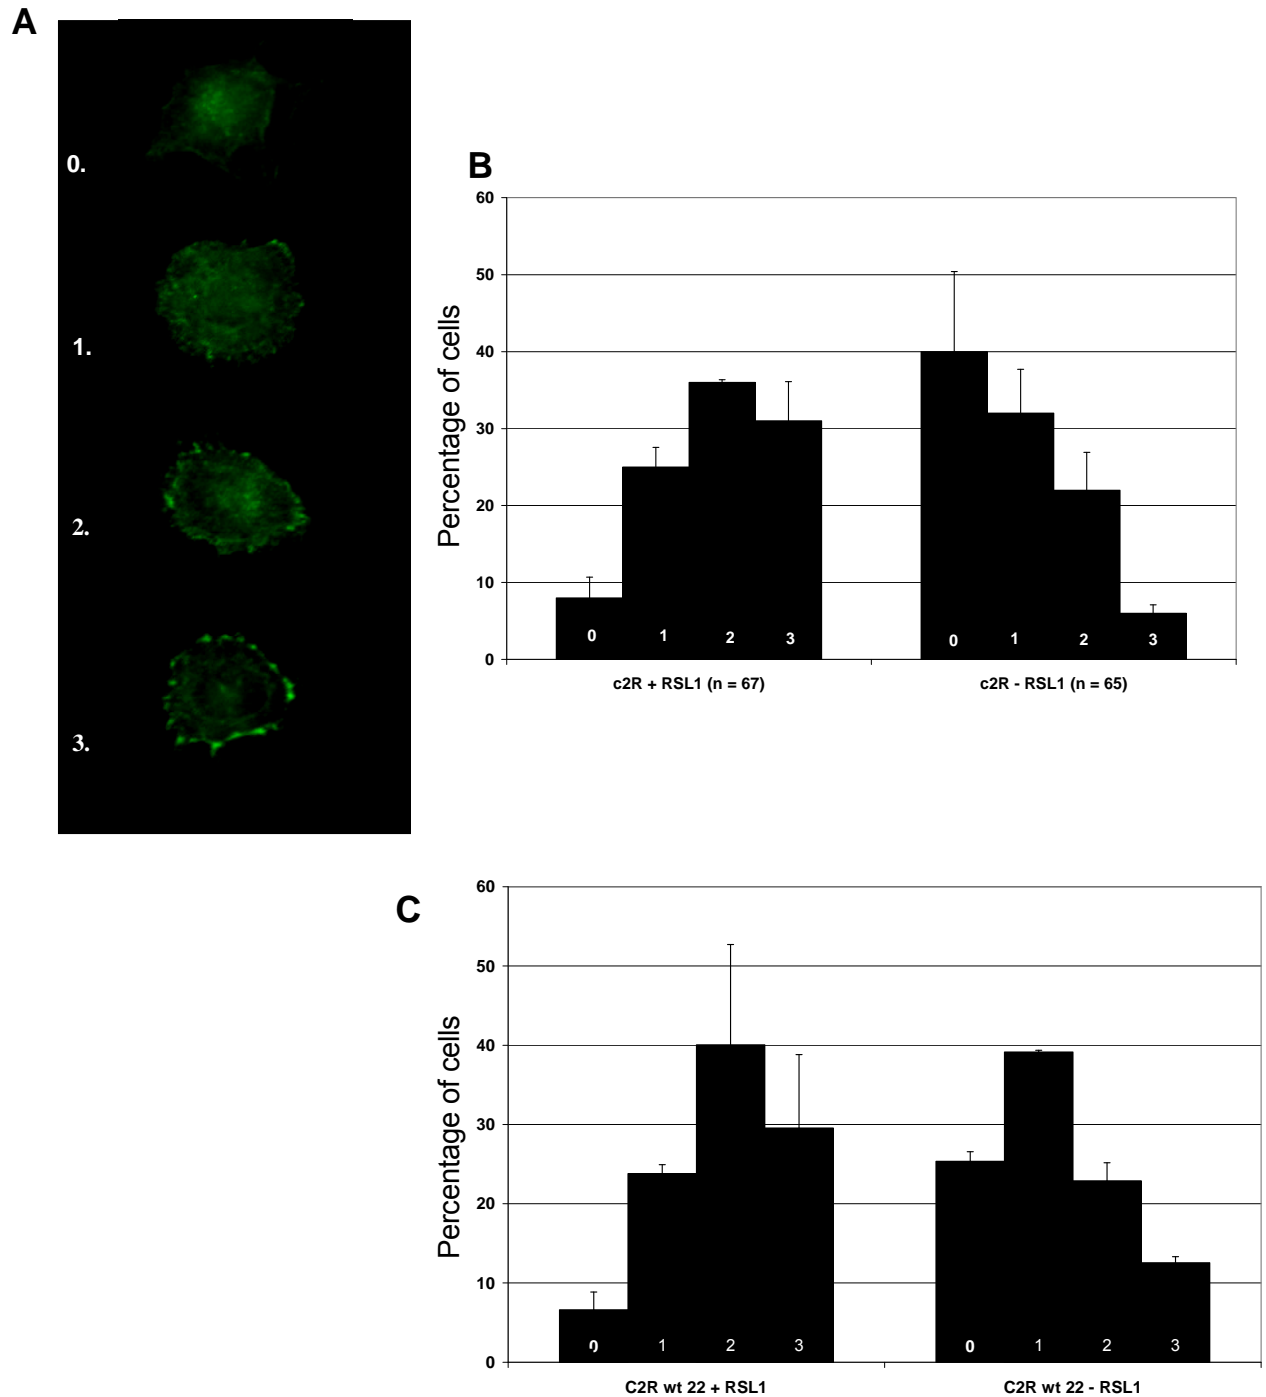 A
0.
1.
2.
3.
B
60
50
40
30
20
10
0
Percentage of cells
0 1 2 3
0 1 2 3
c2R + RSL1 (n = 67)
c2R - RSL1 (n = 65)
C
60
50
40
30
20
10
0
Percentage of cells
0 1 2 3
0 1 2 3
C2R wt 22 + RSL1
C2R wt 22 - RSL1